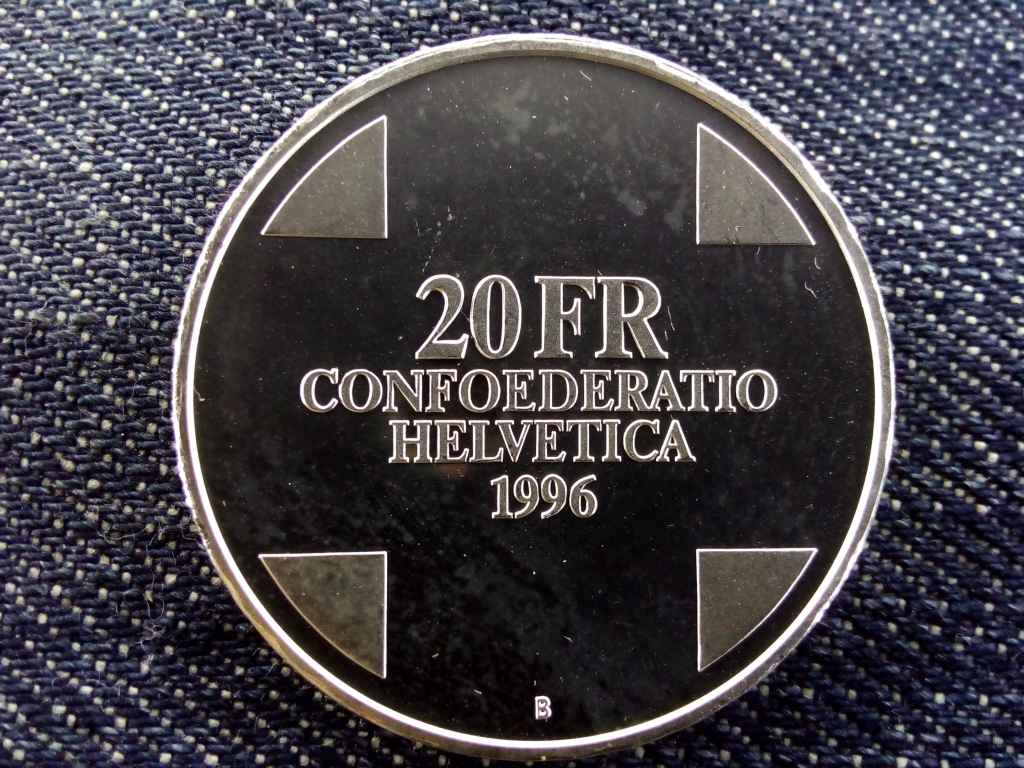 20 FR
CONFOEDERATIO
HELVETICA
1996
B